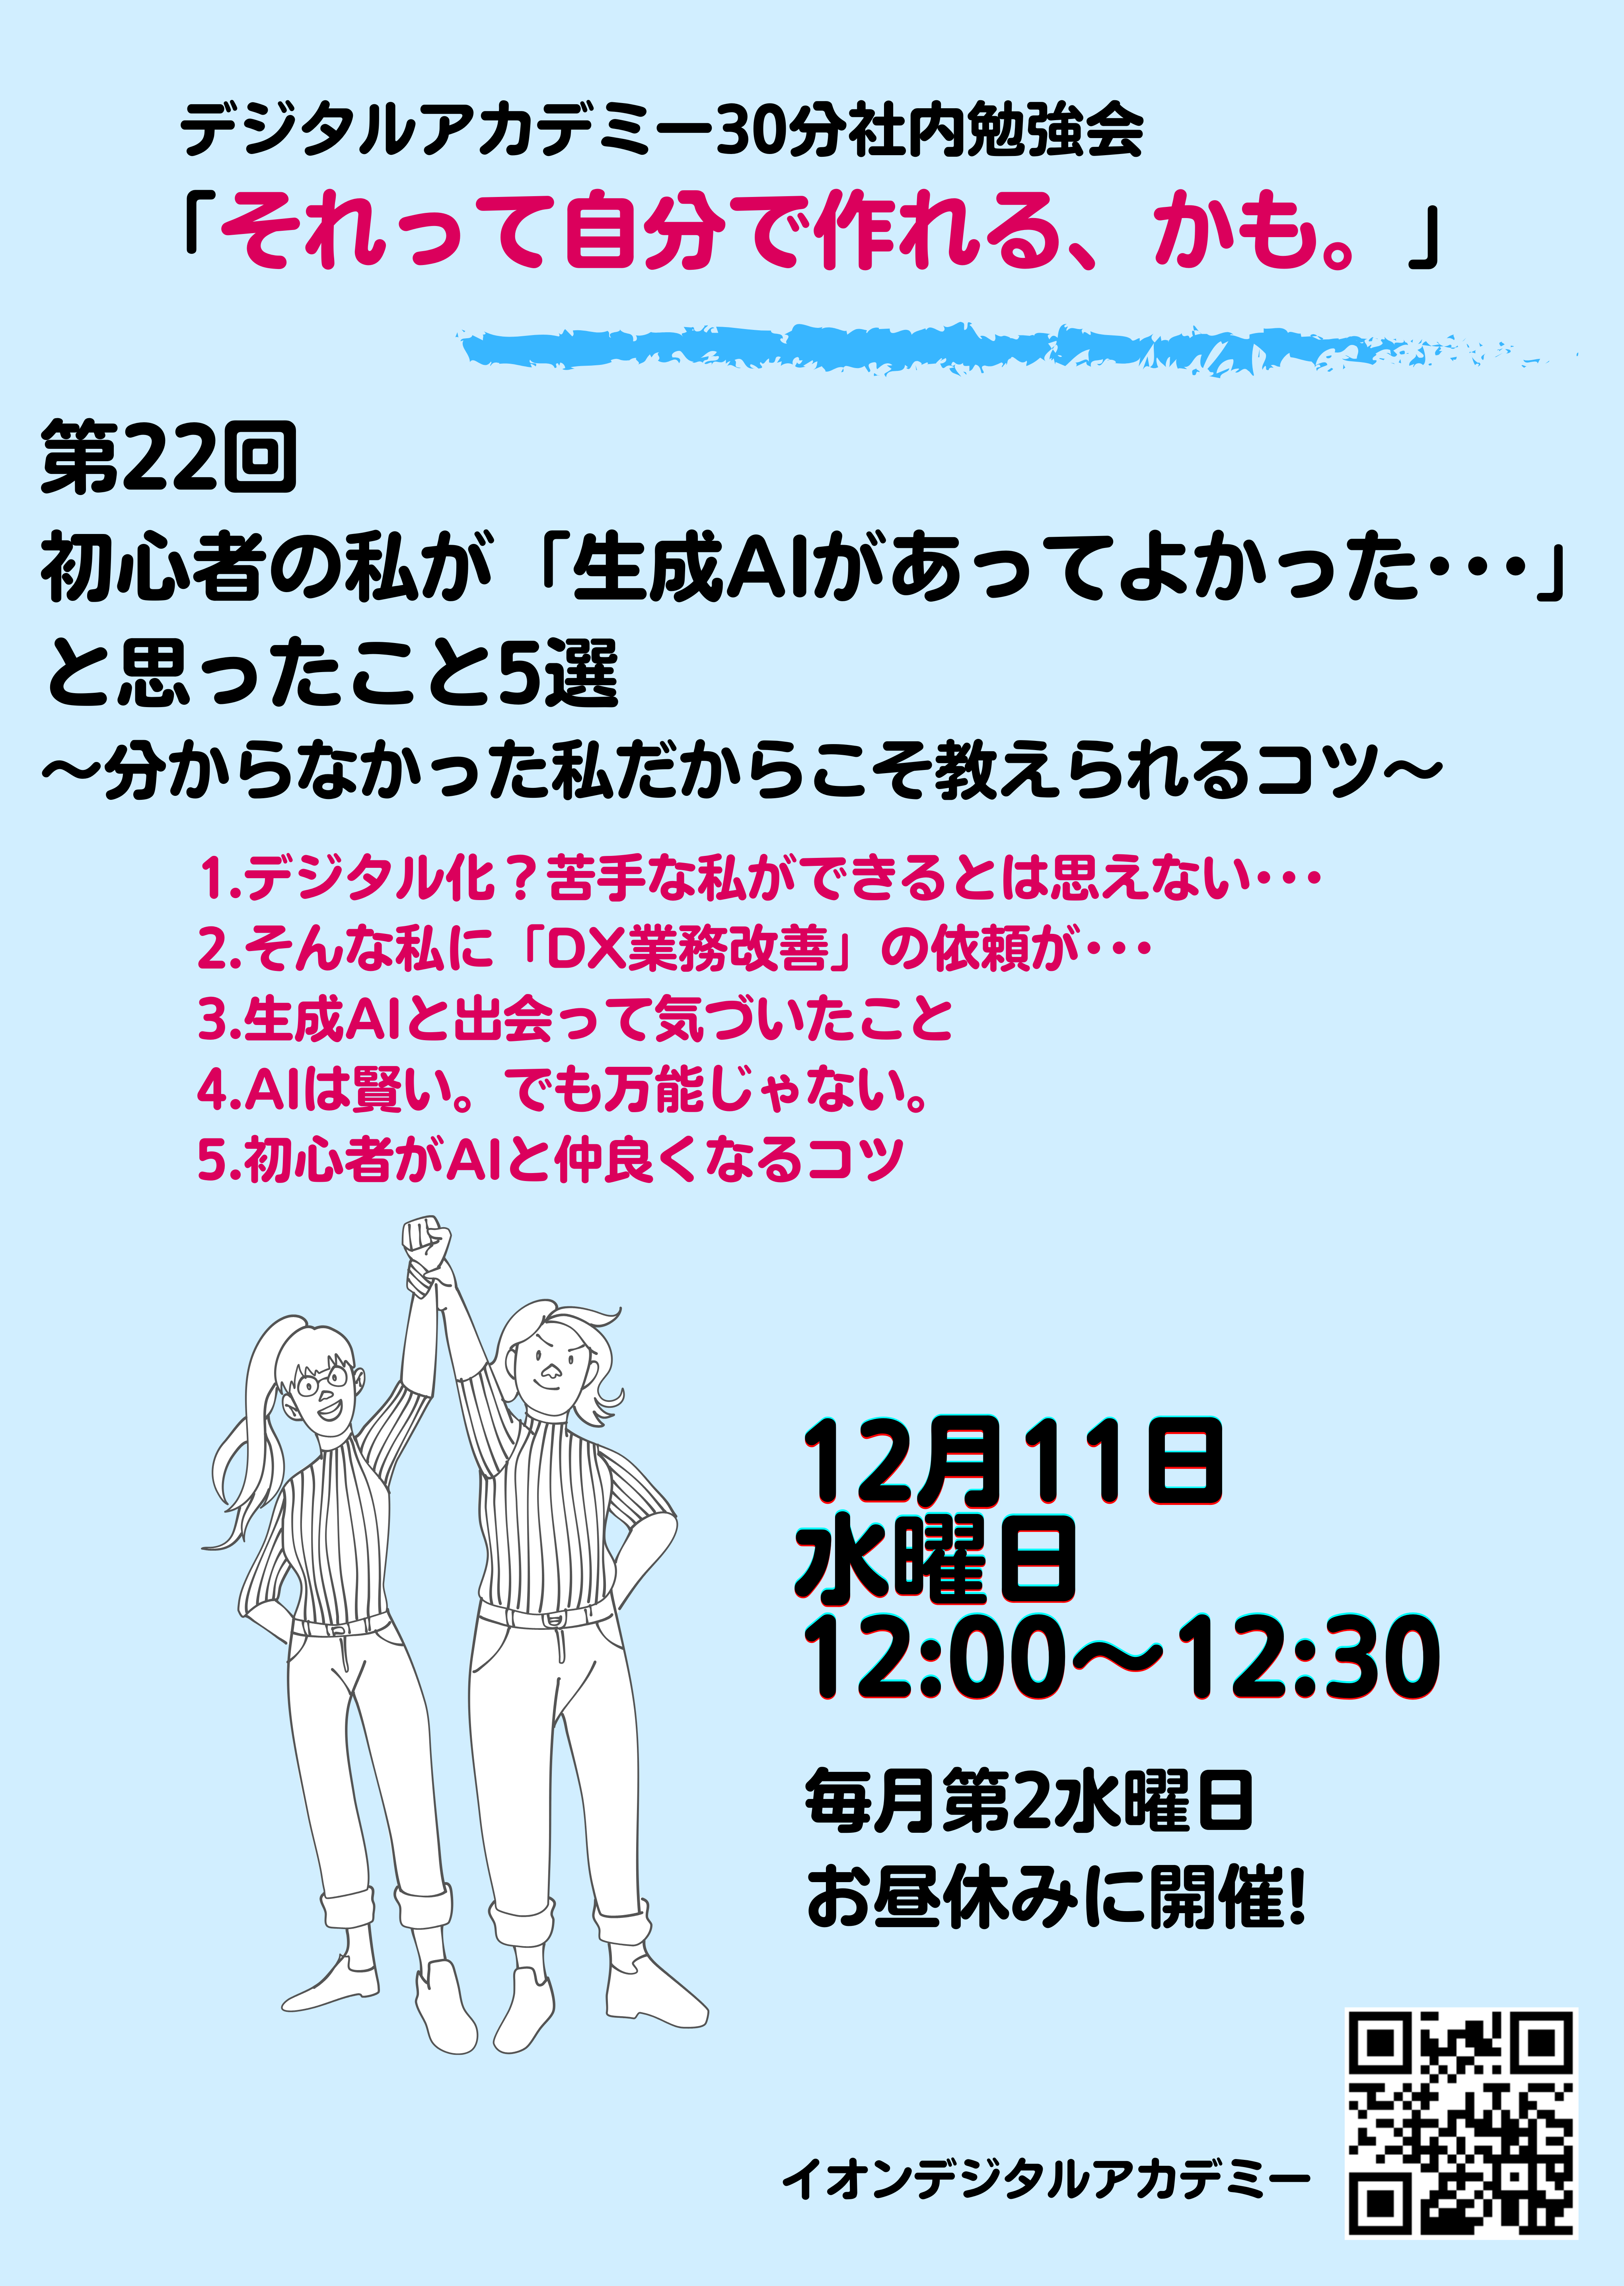 デジタルアカデミー30分社内勉強会
「それって自分で作れる、かも。」
第22回
初心者の私が「生成AIがあってよかった･･･」
と思ったこと5選
～分からなかった私だからこそ教えられるコツ～
1.デジタル化？苦手な私ができるとは思えない･･･
2.そんな私に「DX業務改善」の依頼が･･･
3.生成AIと出会って気づいたこと
4.AIは賢い。でも万能じゃない。
5.初心者がAIと仲良くなるコツ
12月11日
水曜日
12:00～12:30
毎月第2水曜日
お昼休みに開催!
イオンデジタルアカデミー